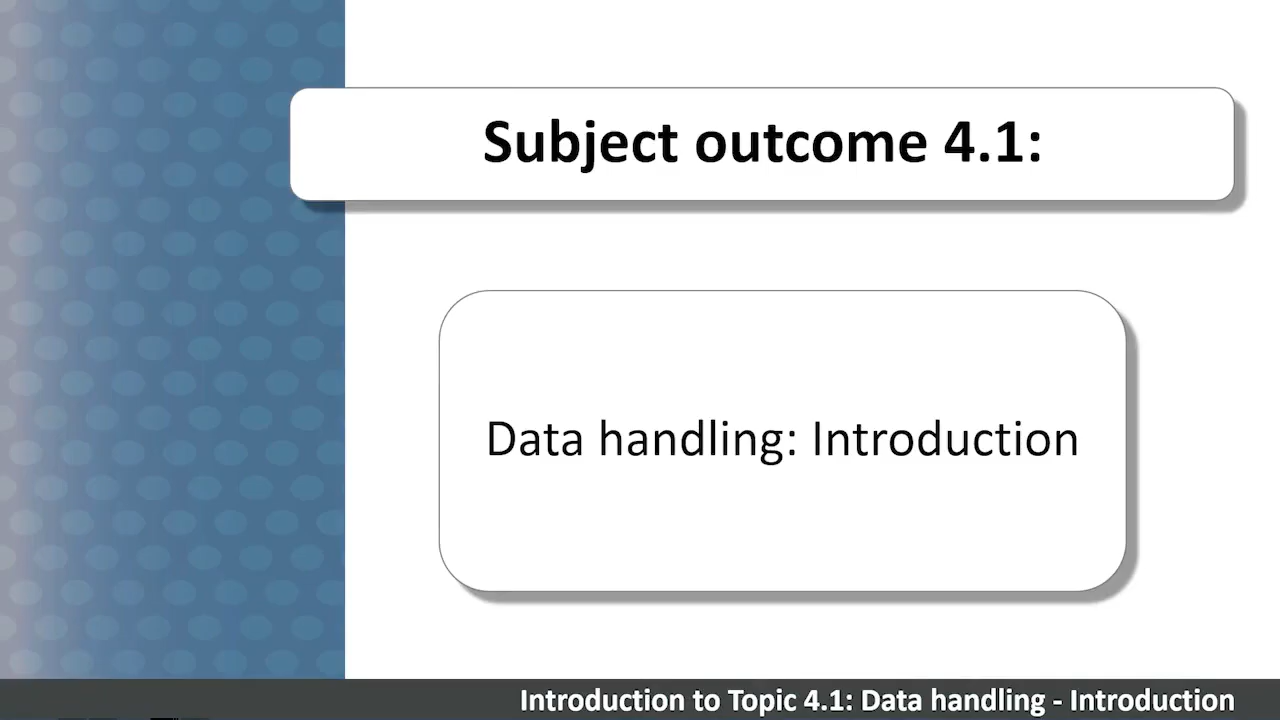 Subject outcome 4.1:
Data handling: Introduction
Introduction to Topic 4.1: Data handling - Introduction